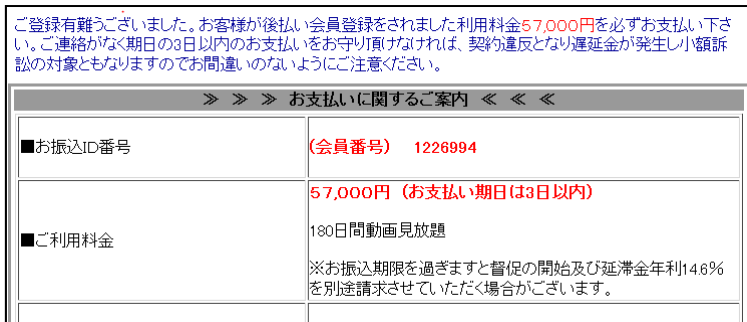 ご登録有難うございました。お客様が後払い会員登録をされました利用料金57,000円を必ずお支払い下さ
い。ご連絡がなく期日の3日以内のお支払いをお守り頂けなければ、契約違反となり遅延金が発生し小額訴
訟の対象ともなりますのでお間違いのないようにご注意ください。
≫ ≫ ≫ お支払いに関するご案内 ≪ ≪ ≪
■お振込ID番号
(会員番号) 1226994
57,000円 (お支払い期日は3日以内)
■ご利用料金
180日間動画見放題
※お振込期限を過ぎますと督促の開始及び延滞金年利14.6%
を別途請求させていただく場合がございます。